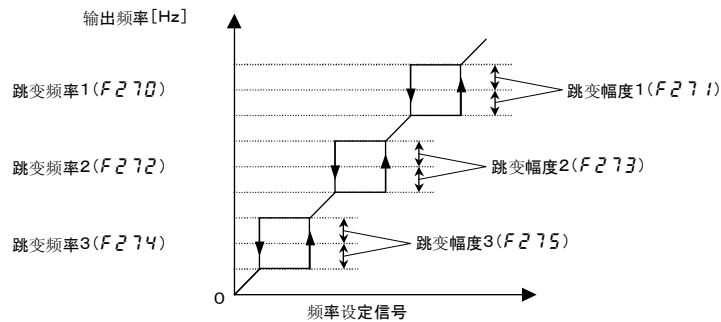 输出频率[Hz]
跳变频率1(F270)
跳变幅度1(F271)
跳变频率2(F272)
跳变幅度2(F273)
跳变频率3(F274)
跳变幅度3(F275)
0
频率设定信号